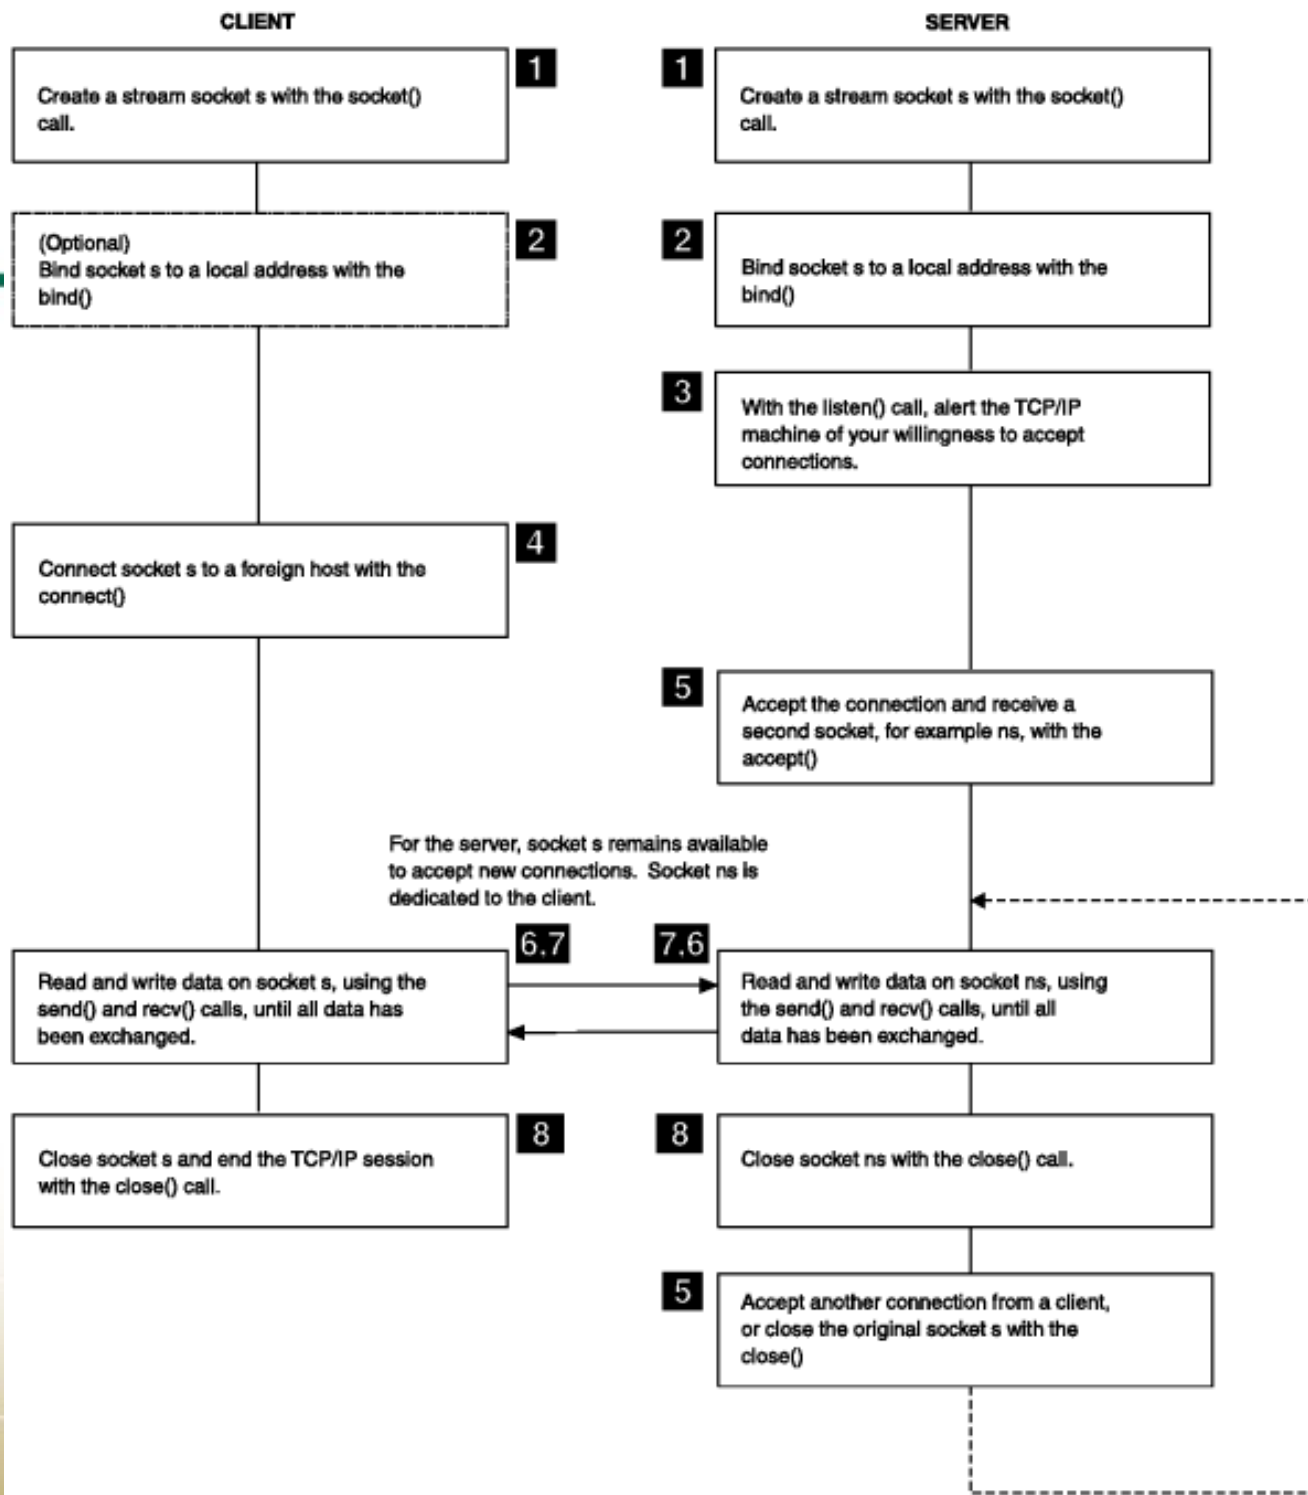 CLIENT
SERVER
1
1
Create a stream socket s with the socket()
call.
Create a stream socket s with the socket()
call.
2
2
(Optional)
Bind socket s to a local address with the
bind()
Bind socket s to a local address with the
bind()
3
With the listen() call, alert the TCP/IP
machine of your willingness to accept
connections.
4
Connect socket s to a foreign host with the
connect()
5
Accept the connection and receive a
second socket, for example ns, with the
accept()
For the server, socket s remains available
to accept new connections. Socket ns is
dedicated to the client.
6,7
7,6
Read and write data on socket s, using the
send() and recv() calls, until all data has
been exchanged.
Read and write data on socket ns, using
the send() and recv() calls, until all
data has been exchanged.
8
8
Close socket s and end the TCP/IP session
with the close() call.
Close socket ns with the close() call.
5
Accept another connection from a client,
or close the original socket s with the
close()